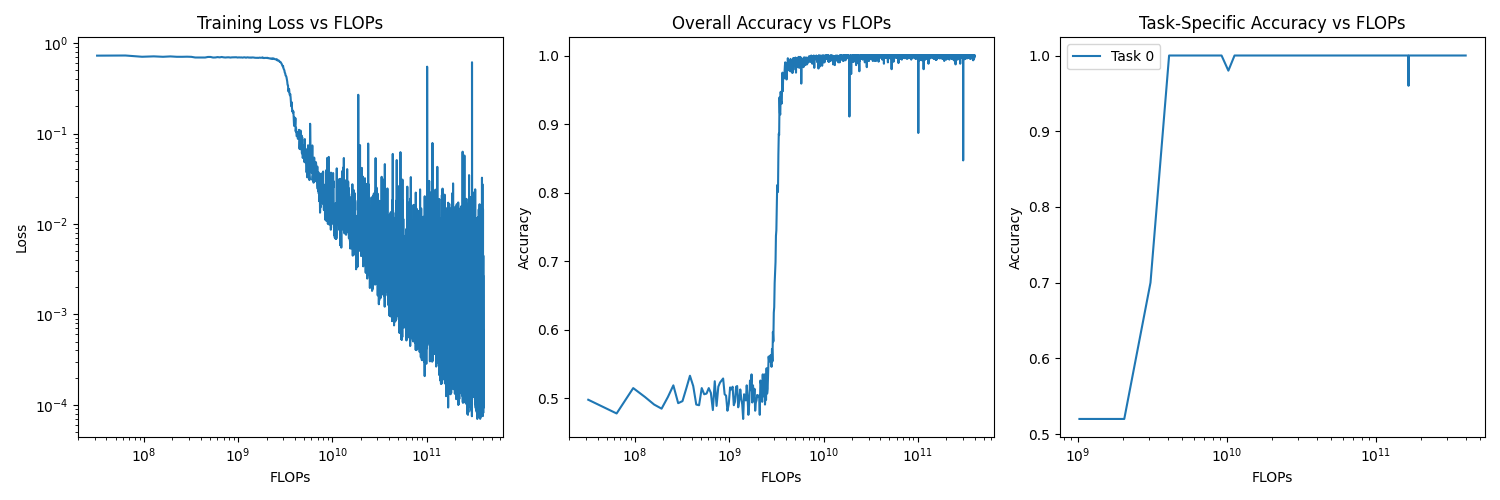 Training Loss vs FLOPs
10⁰
10⁻¹
10⁻²
10⁻³
10⁻⁴
Loss
10⁸ 10⁹ 10¹⁰ 10¹¹
FLOPs
Overall Accuracy vs FLOPs
1.0
0.9
0.8
0.7
0.6
0.5
Accuracy
10⁸ 10⁹ 10¹⁰ 10¹¹
FLOPs
Task-Specific Accuracy vs FLOPs
Task 0
1.0
0.9
0.8
0.7
0.6
0.5
Accuracy
10⁹ 10¹⁰ 10¹¹
FLOPs